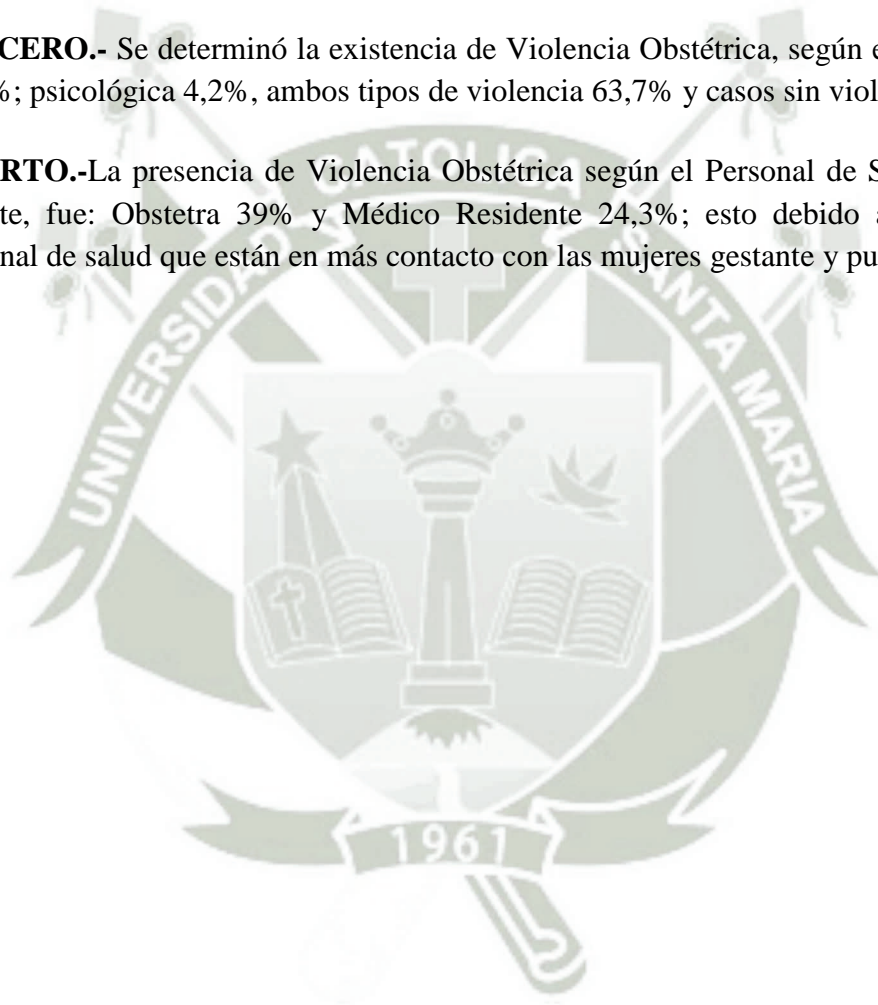 CERO.- Se determinó la existencia de Violencia Obstétrica, según e
%; psicológica 4,2%, ambos tipos de violencia 63,7% y casos sin viol
RTO.-La presencia de Violencia Obstétrica según el Personal de S
te, fue: Obstetra 39% y Médico Residente 24,3%; esto debido a
nal de salud que están en más contacto con las mujeres gestante y pu
UNIVERSIDAD CATOLICA SANTA MARIA
1961